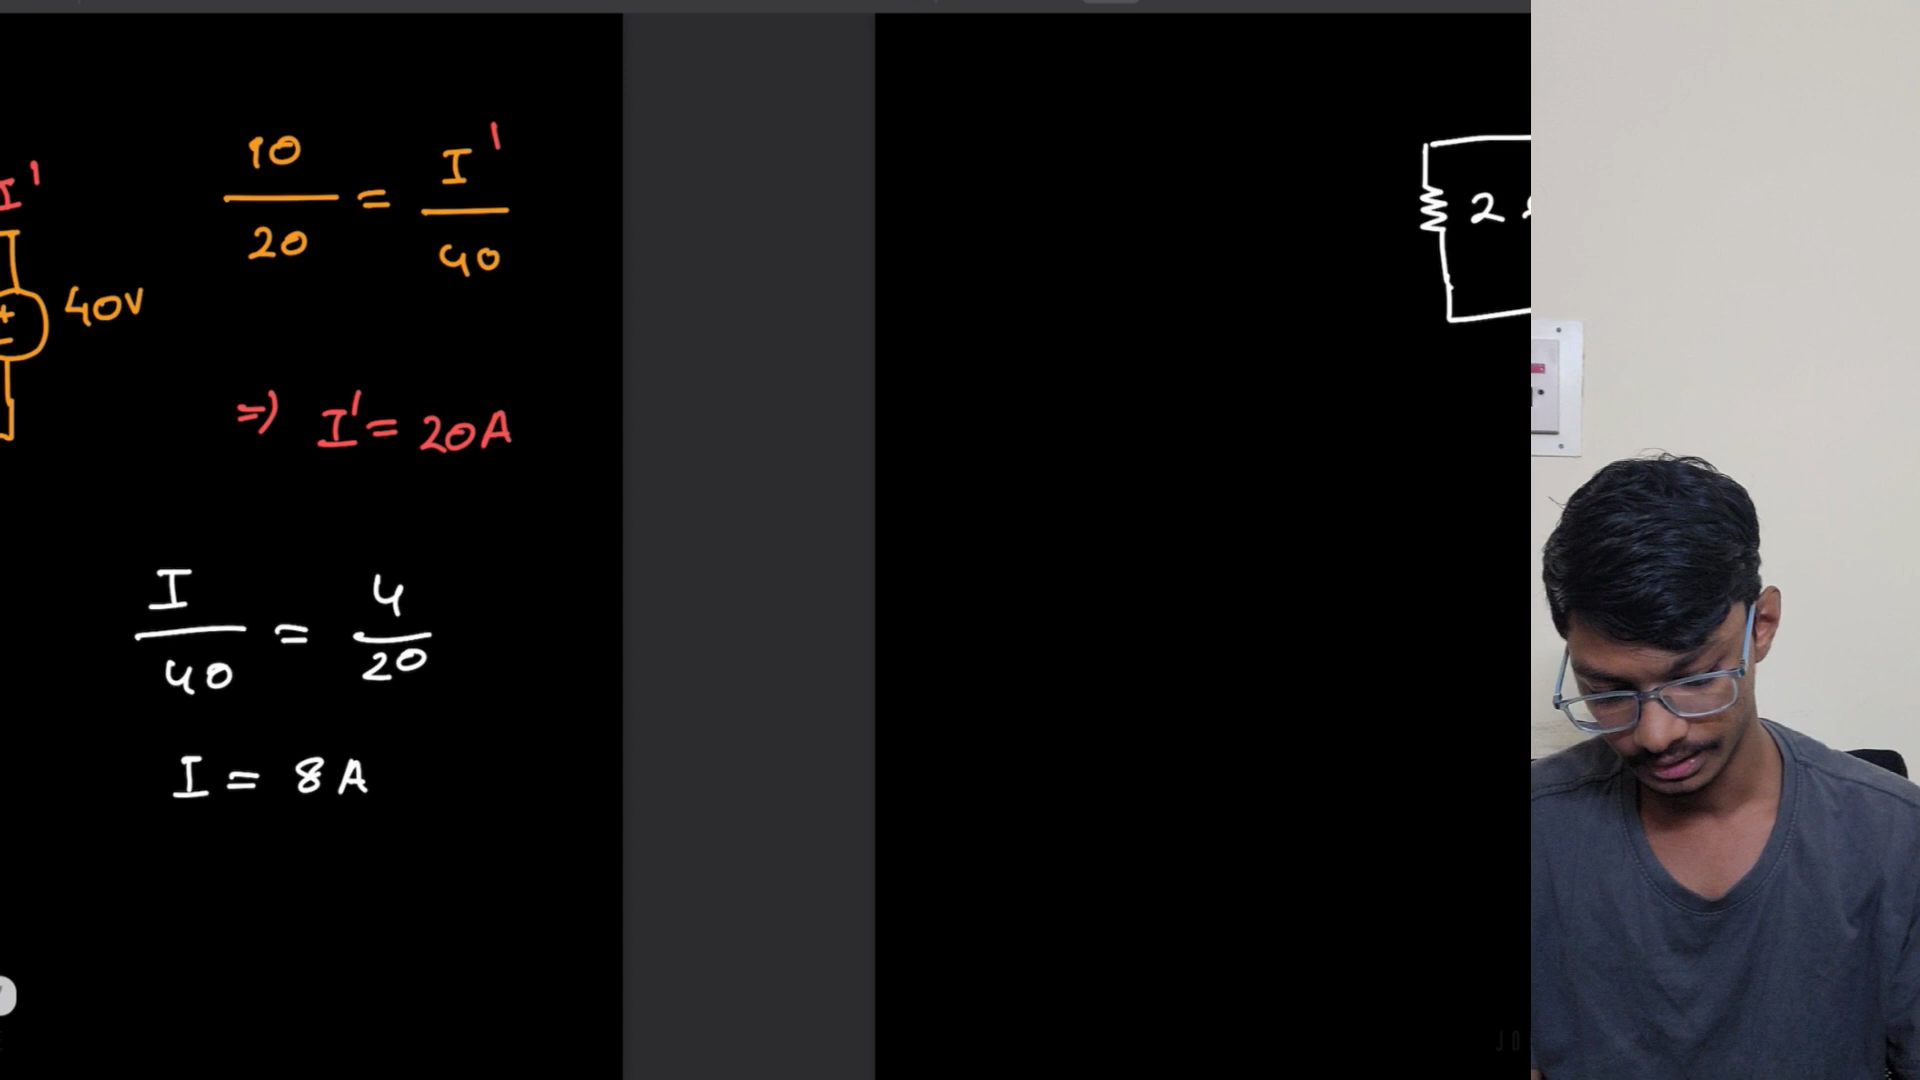 I'
40V
10/20 = I'/40
=) I' = 20A
I/40 = 4/20
I = 8A
2